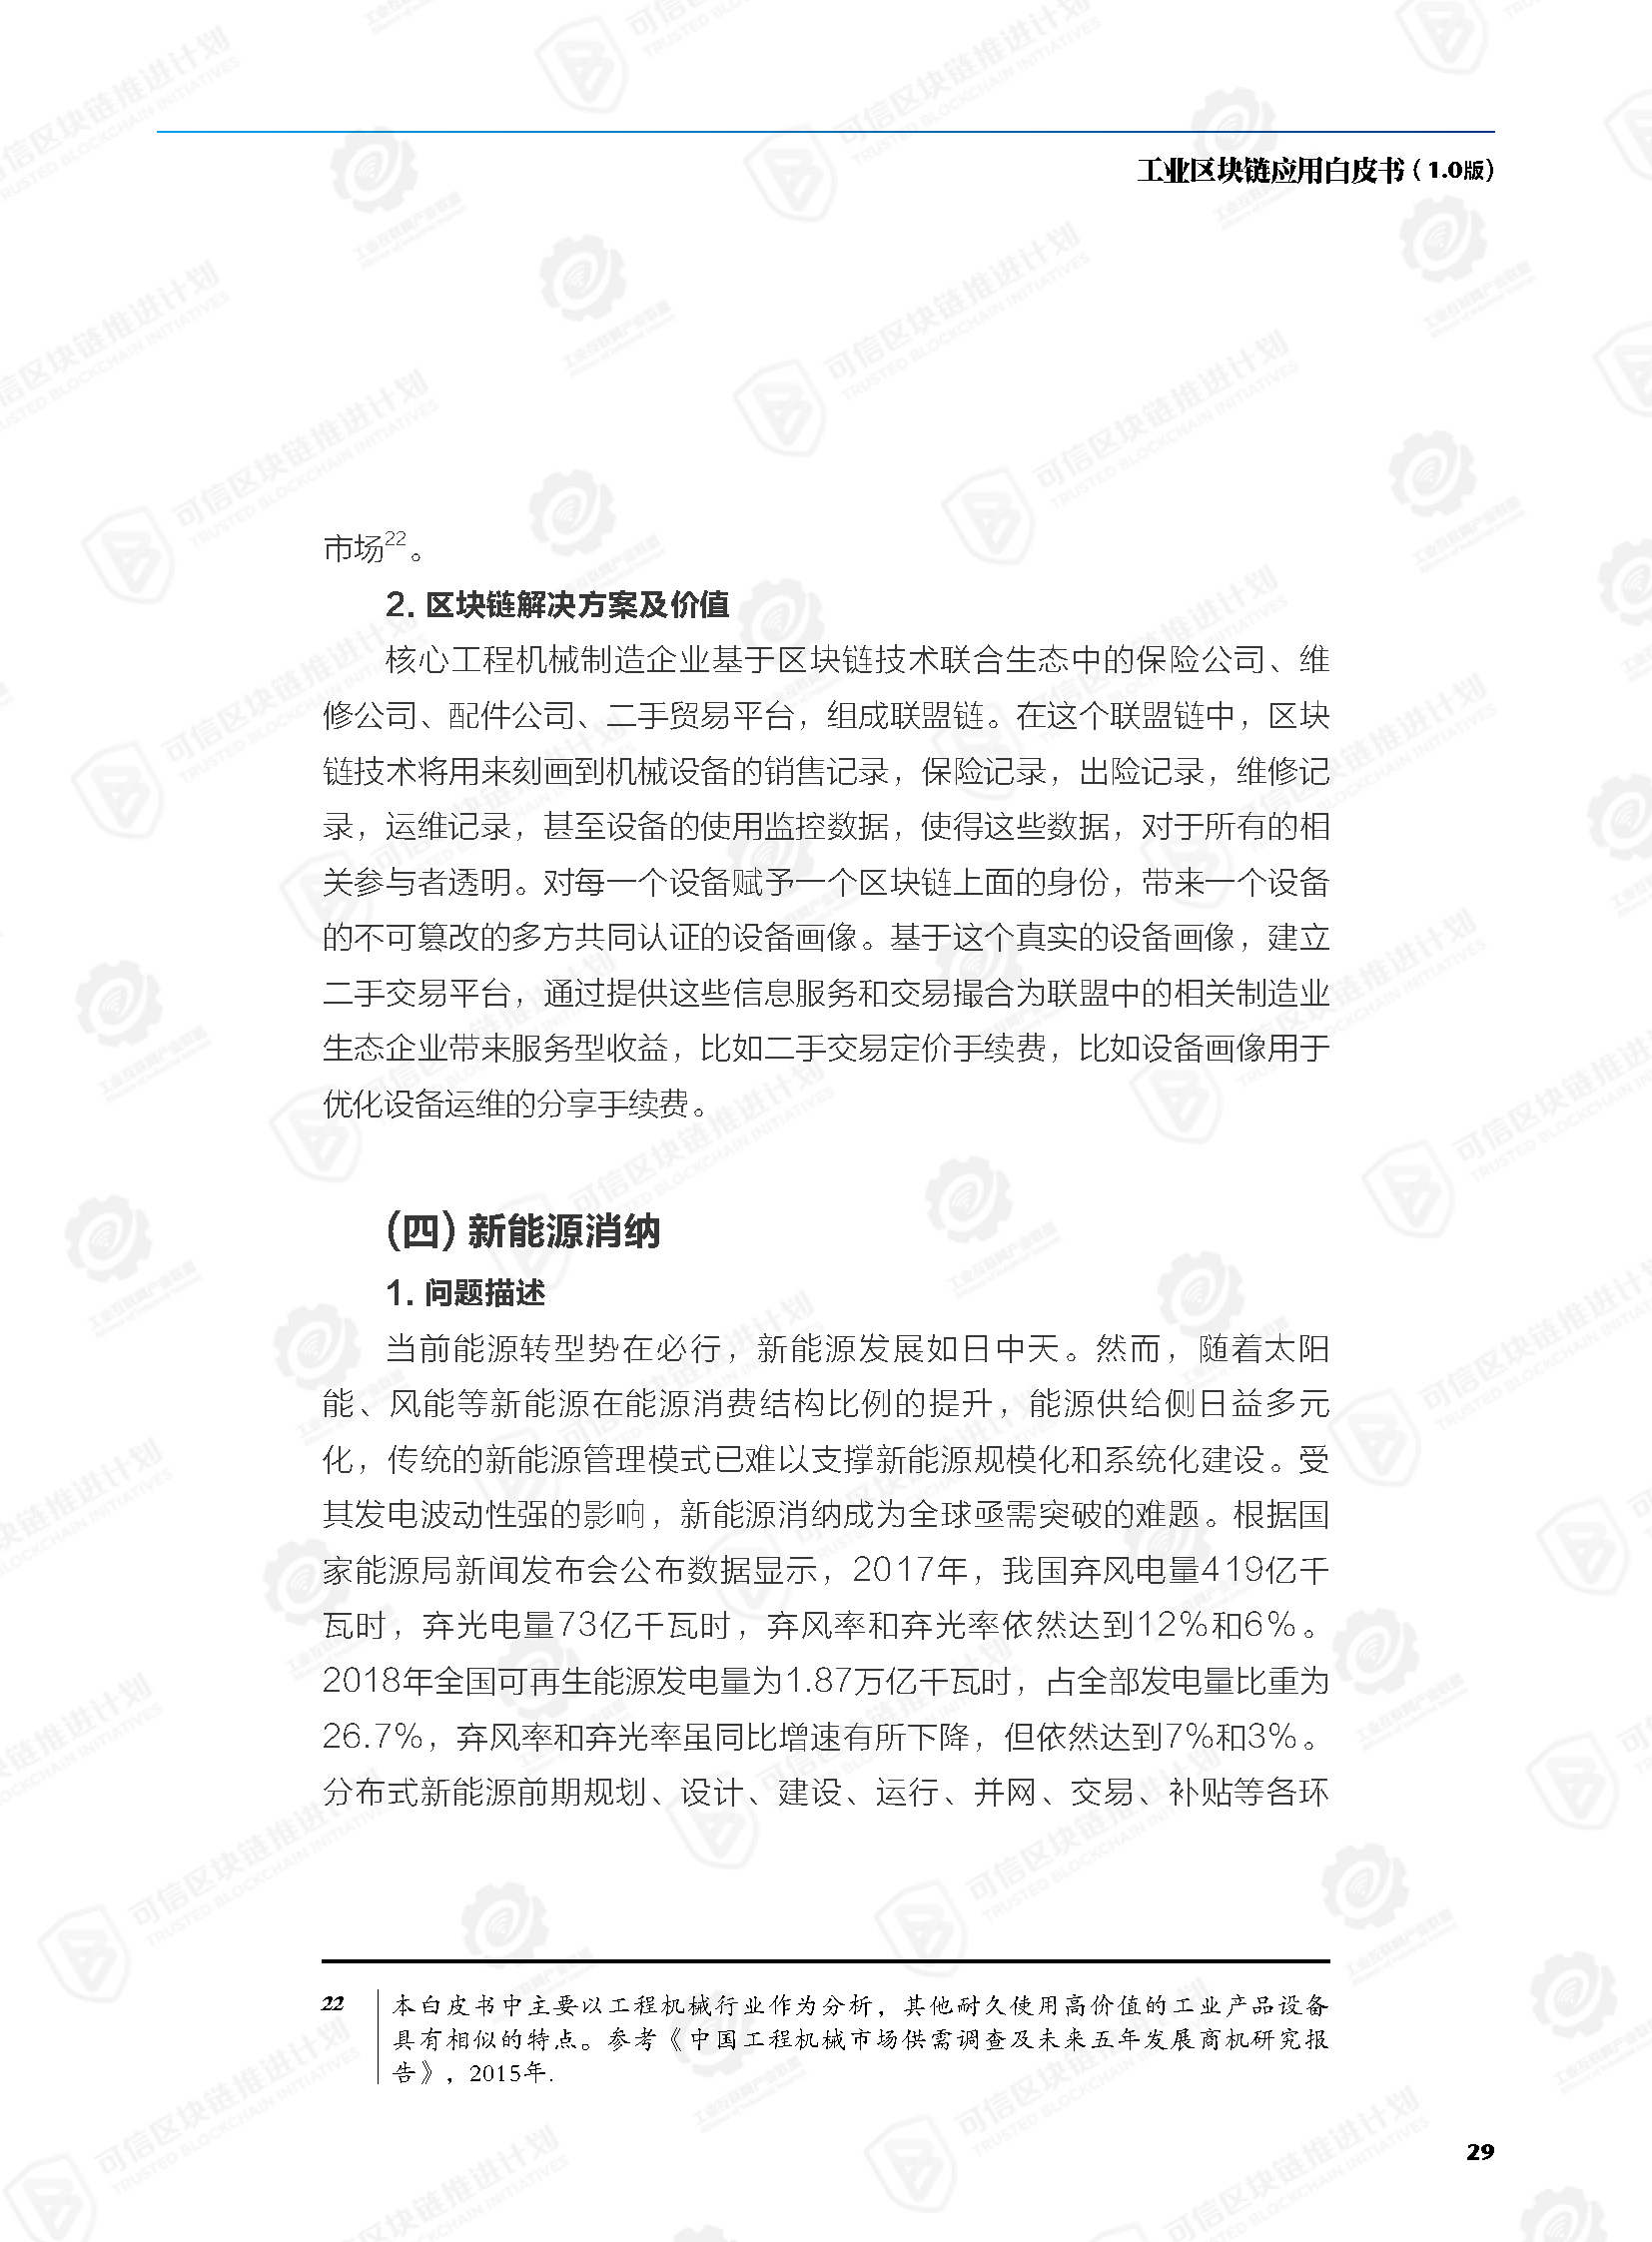 工业区块链应用白皮书（1.0版）
市场22。
2. 区块链解决方案及价值
核心工程机械制造企业基于区块链技术联合生态中的保险公司、维
修公司、配件公司、二手贸易平台，组成联盟链。在这个联盟链中，区块
链技术将用来刻画到机械设备的销售记录，保险记录，出险记录，维修记
录，运维记录，甚至设备的使用监控数据，使得这些数据，对于所有的相
关参与者透明。对每一个设备赋予一个区块链上面的身份，带来一个设备
的不可篡改的多方共同认证的设备画像。基于这个真实的设备画像，建立
二手交易平台，通过提供这些信息服务和交易撮合为联盟中的相关制造业
生态企业带来服务型收益，比如二手交易定价手续费，比如设备画像用于
优化设备运维的分享手续费。
(四) 新能源消纳
1. 问题描述
当前能源转型势在必行，新能源发展如日中天。然而，随着太阳
能、风能等新能源在能源消费结构比例的提升，能源供给侧日益多元
化，传统的新能源管理模式已难以支撑新能源规模化和系统化建设。受
其发电波动性强的影响，新能源消纳成为全球亟需突破的难题。根据国
家能源局新闻发布会公布数据显示，2017年，我国弃风电量419亿千
瓦时，弃光电量73亿千瓦时，弃风率和弃光率依然达到12%和6%。
2018年全国可再生能源发电量为1.87万亿千瓦时，占全部发电量比重为
26.7%，弃风率和弃光率虽同比增速有所下降，但依然达到7%和3%。
分布式新能源前期规划、设计、建设、运行、并网、交易、补贴等各环
22 本白皮书中主要以工程机械行业作为分析，其他耐久使用高价值的工业产品设备
具有相似的特点。参考《中国工程机械市场供需调查及未来五年发展商机研究报
告》，2015年.
29
可信区块链推进计划
TRUSTED BLOCKCHAIN INITIATIVES
工业互联网产业联盟